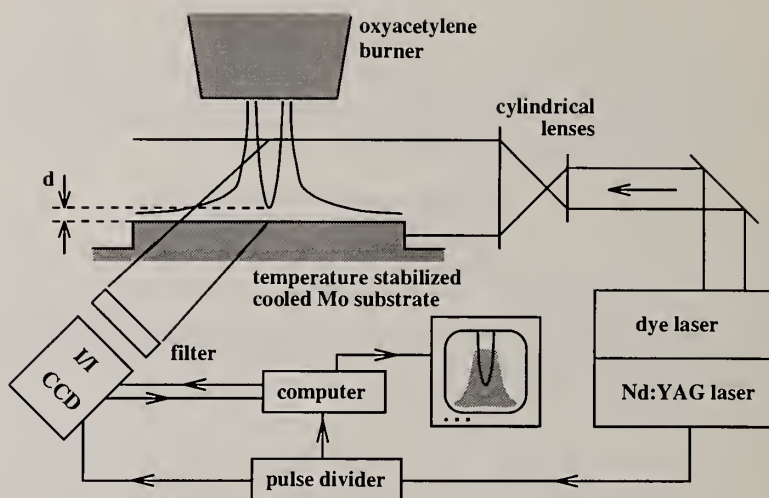 oxyacetylene
burner
cylindrical
lenses
d
temperature stabilized
cooled Mo substrate
filter
I/I
CCD
computer
dye laser
Nd:YAG laser
pulse divider